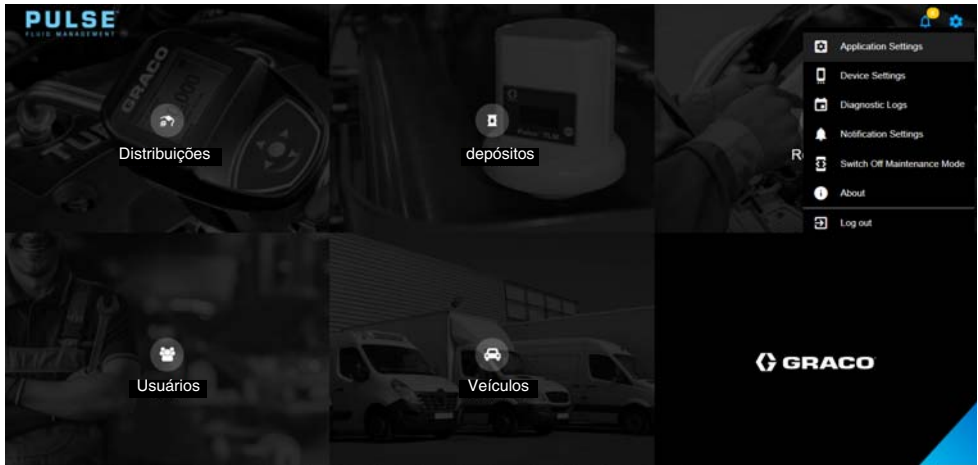 PULSE
FLUID MANAGEMENT
GRACO
Distribuições
depósitos
R
Application Settings
Device Settings
Diagnostic Logs
Notification Settings
Switch Off Maintenance Mode
About
Log out
Usuários
Veículos
GRACO